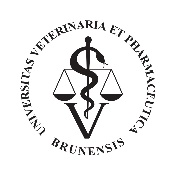 UNIVERSITAS VETERINARIA ET PHARMACEUTICA
BRUNENSIS
V